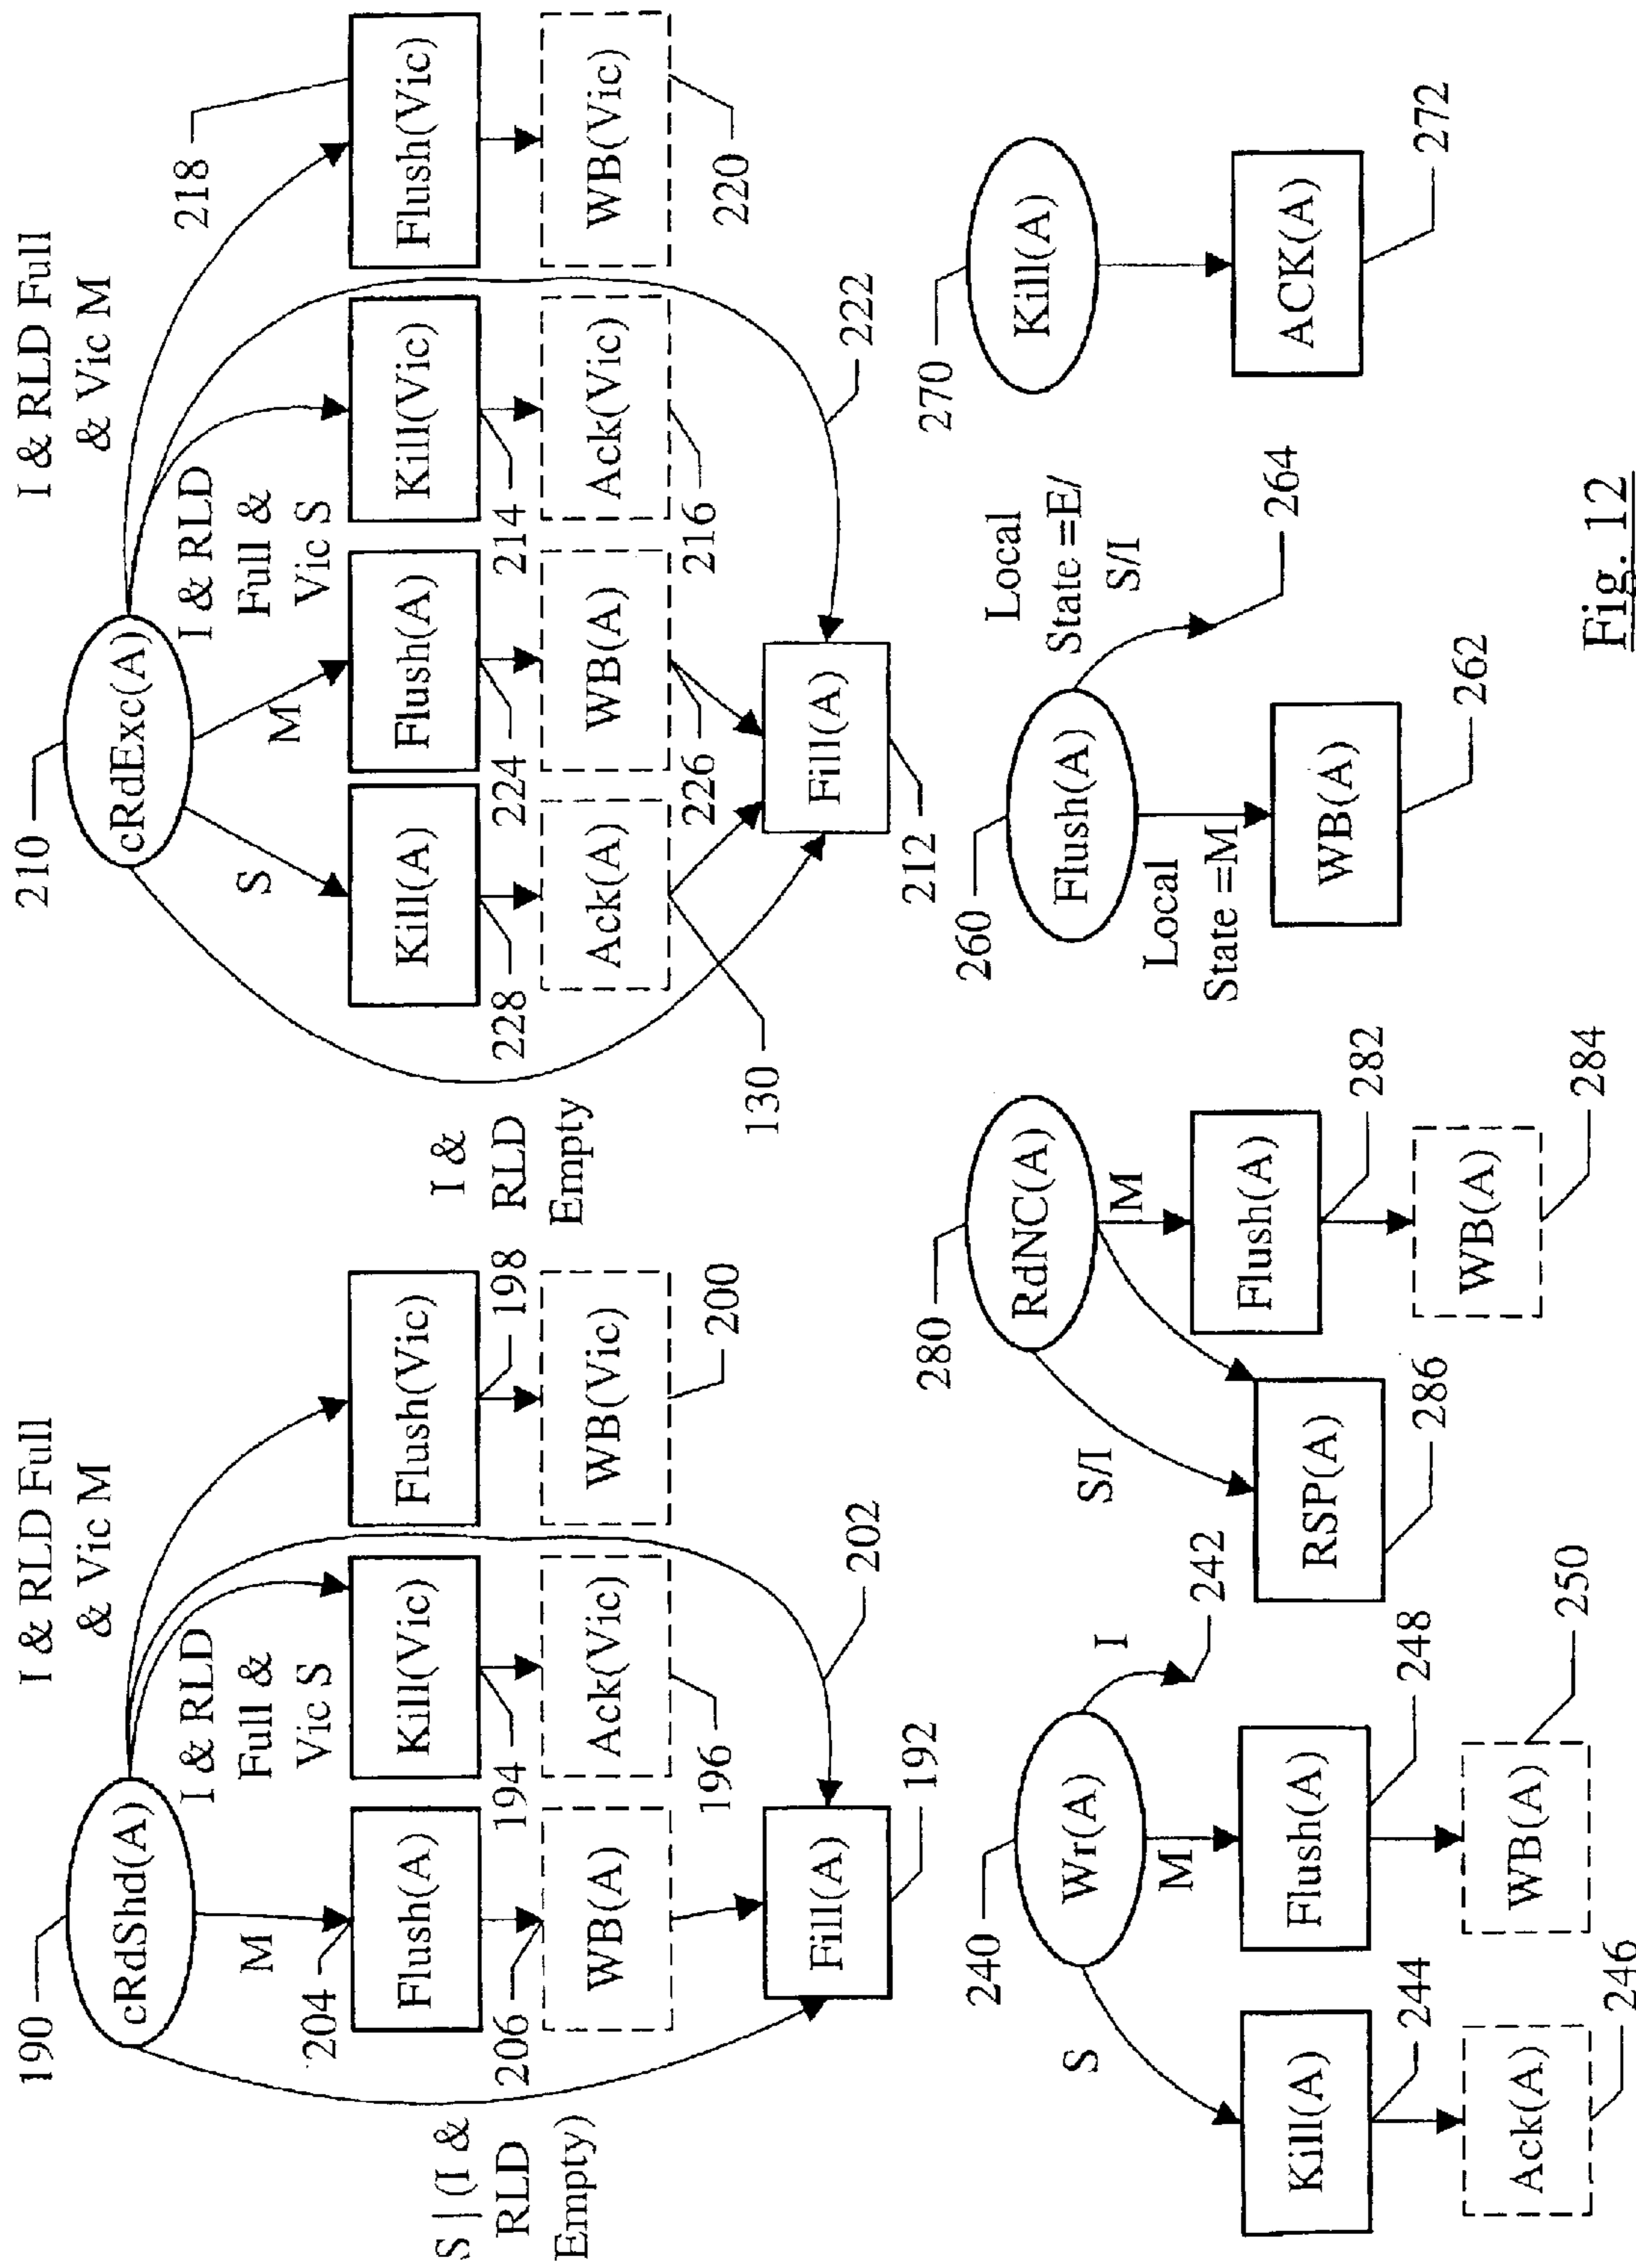 190
cRdShd(A)
I & RLD Full
& Vic M
M
204
I & RLD
Full &
Vic S
S | (I &
RLD
Empty)
Flush(A)
Kill(Vic)
Flush(Vic)
206
194
198
WB(A)
Ack(Vic)
WB(Vic)
196
200
Fill(A)
202
192
210
cRdExc(A)
I & RLD Full
& Vic M
S
M
I & RLD
Full &
Vic S
218
I &
RLD
Empty
Kill(A)
Flush(A)
Kill(Vic)
Flush(Vic)
228
224
214
Ack(A)
WB(A)
Ack(Vic)
WB(Vic)
130
226
216
220
Fill(A)
222
212
240
Wr(A)
S
M
I
242
Kill(A)
Flush(A)
244
248
Ack(A)
WB(A)
246
250
280
RdNC(A)
S/I
M
RSP(A)
Flush(A)
286
282
WB(A)
284
260
Flush(A)
Local
State =M
Local
State =E/
S/I
264
WB(A)
262
270
Kill(A)
ACK(A)
272
Fig. 12